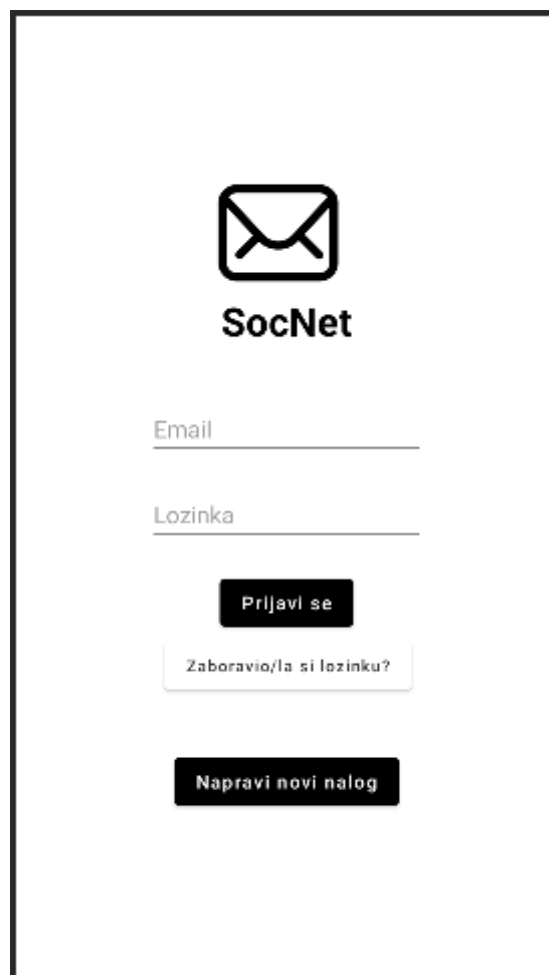 SocNet
Email
Lozinka
Prijavi se
Zaboravio/la si lozinku?
Napravi novi nalog